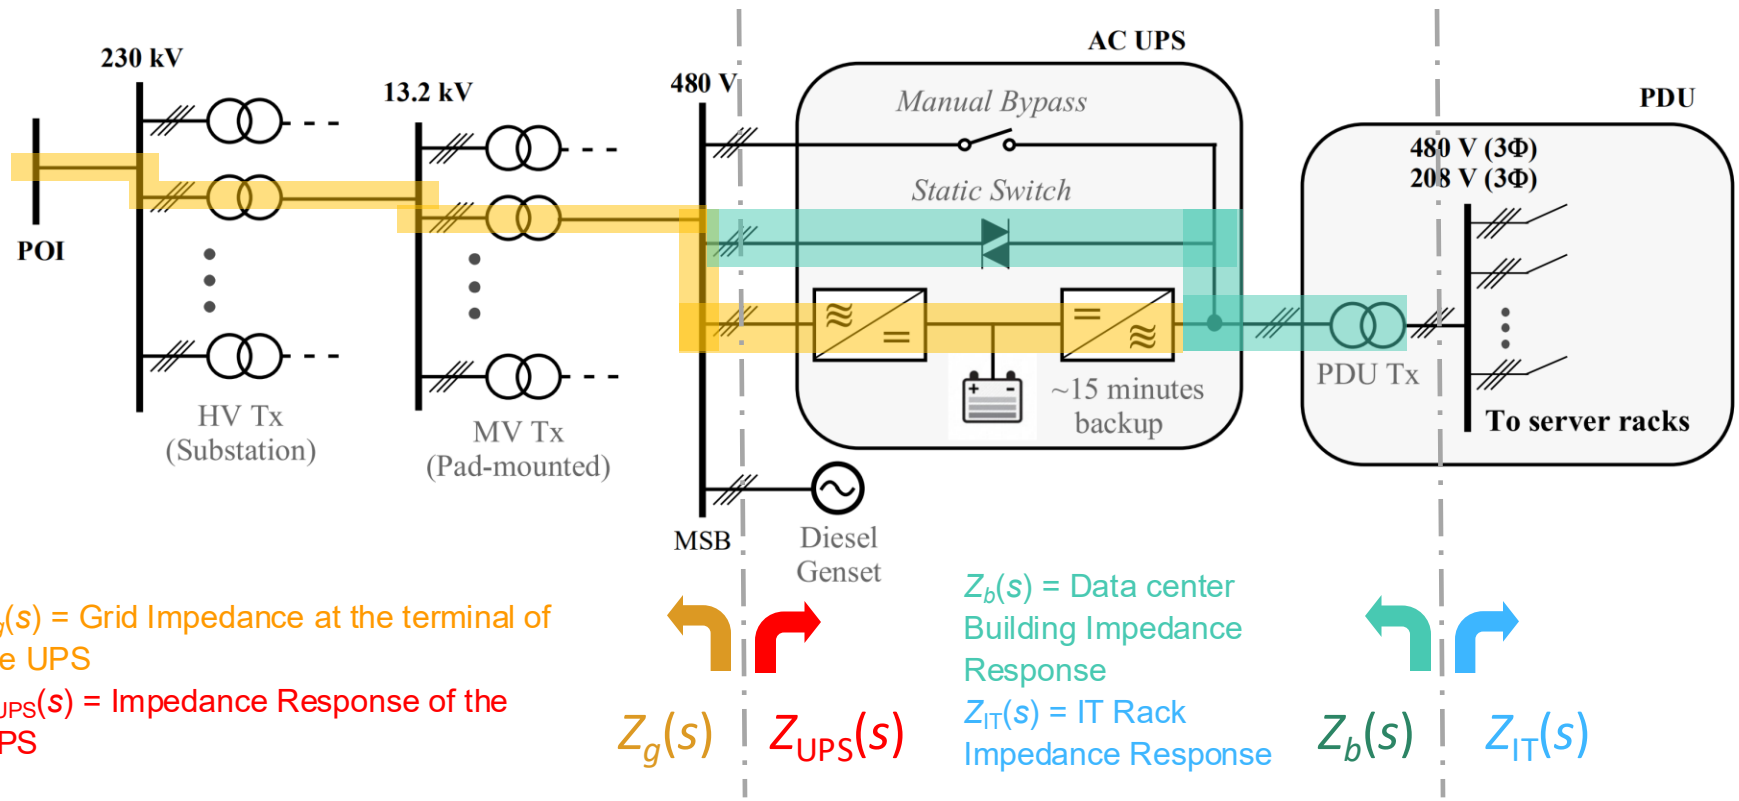 230 kV
13.2 kV
480 V
POI
HV Tx
(Substation)
MV Tx
(Pad-mounted)
MSB
AC UPS
Manual Bypass
Static Switch
+ -
~15 minutes
backup
Diesel
Genset
PDU
480 V (3Φ)
208 V (3Φ)
PDU Tx
To server racks
g(s) = Grid Impedance at the terminal of
e UPS
UPS(s) = Impedance Response of the
PS
Zb(s) = Data center
Building Impedance
Response
ZIT(s) = IT Rack
Impedance Response
Zg(s)
ZUPS(s)
Zb(s)
ZIT(s)